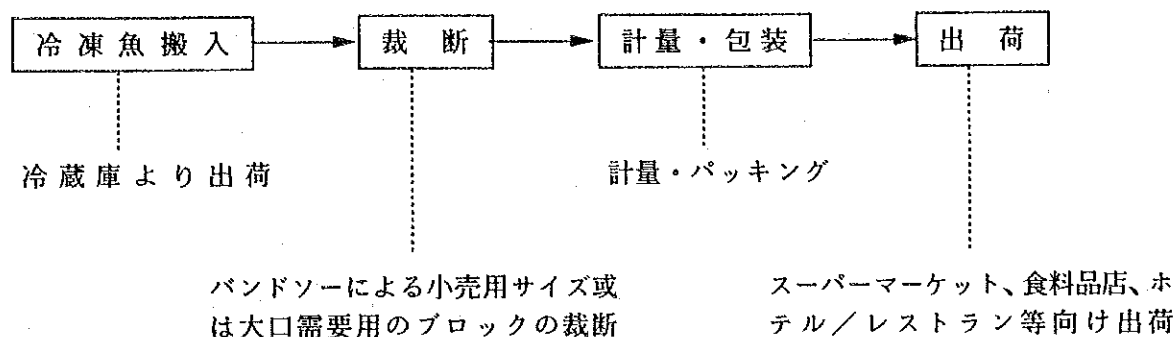 冷凍魚搬入
裁断
計量・包装
出荷
冷蔵庫より出荷
計量・パッキング
バンドソーによる小売用サイズ或
は大口需要用のブロックの裁断
スーパーマーケット、食料品店、ホ
テル／レストラン等向け出荷